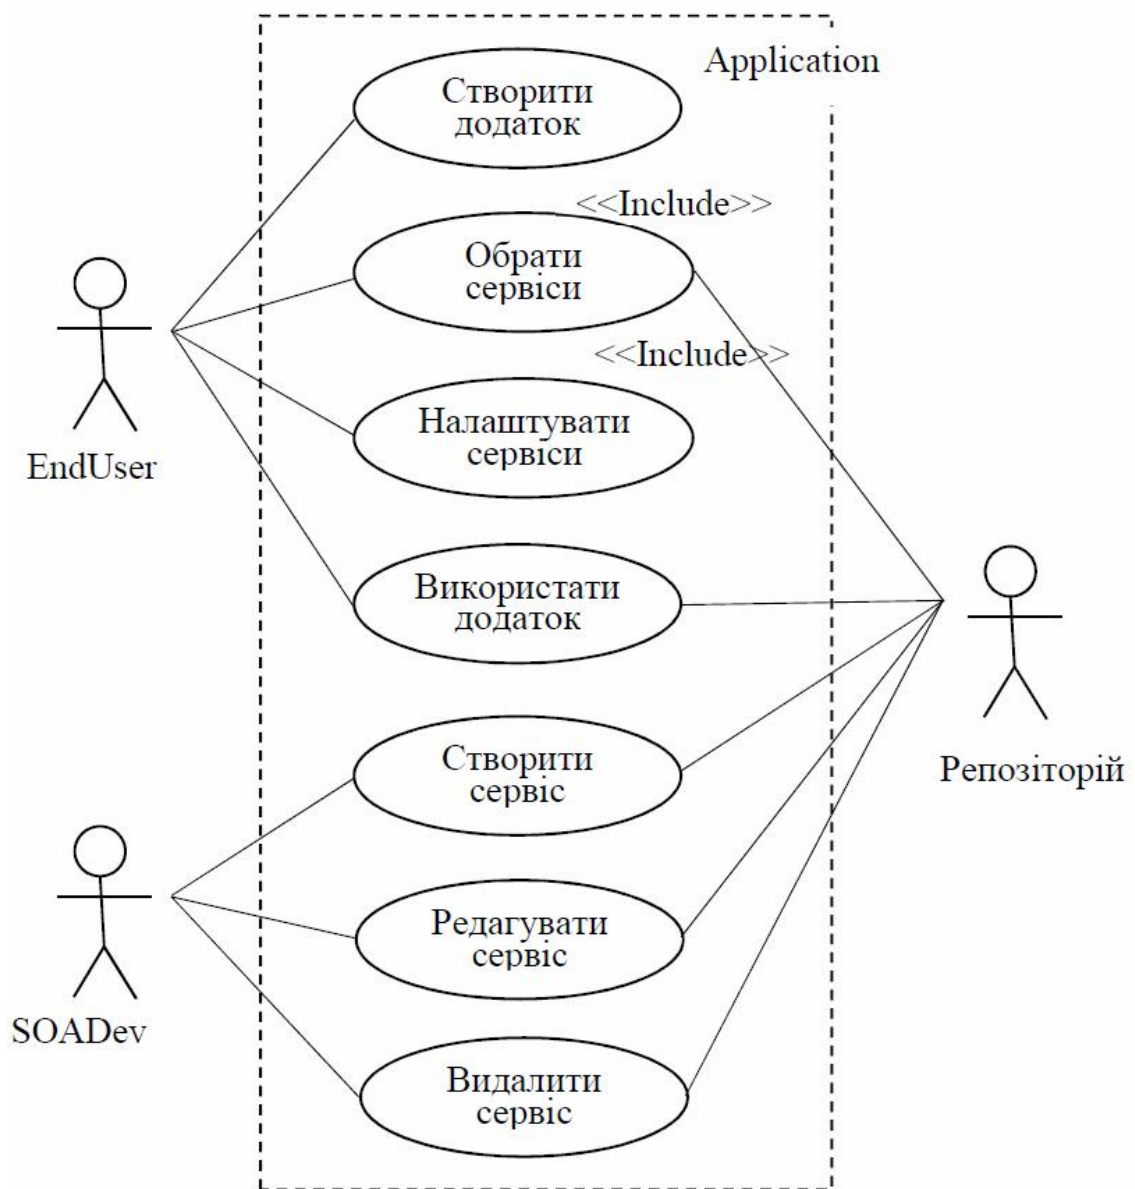 Application
Створити
додаток
<<Include>>
Обрати
сервіси
<<Include>>
Налаштувати
сервіси
EndUser
Використати
додаток
Створити
сервіс
Репозіторій
Редагувати
сервіс
SOADev
Видалити
сервіс